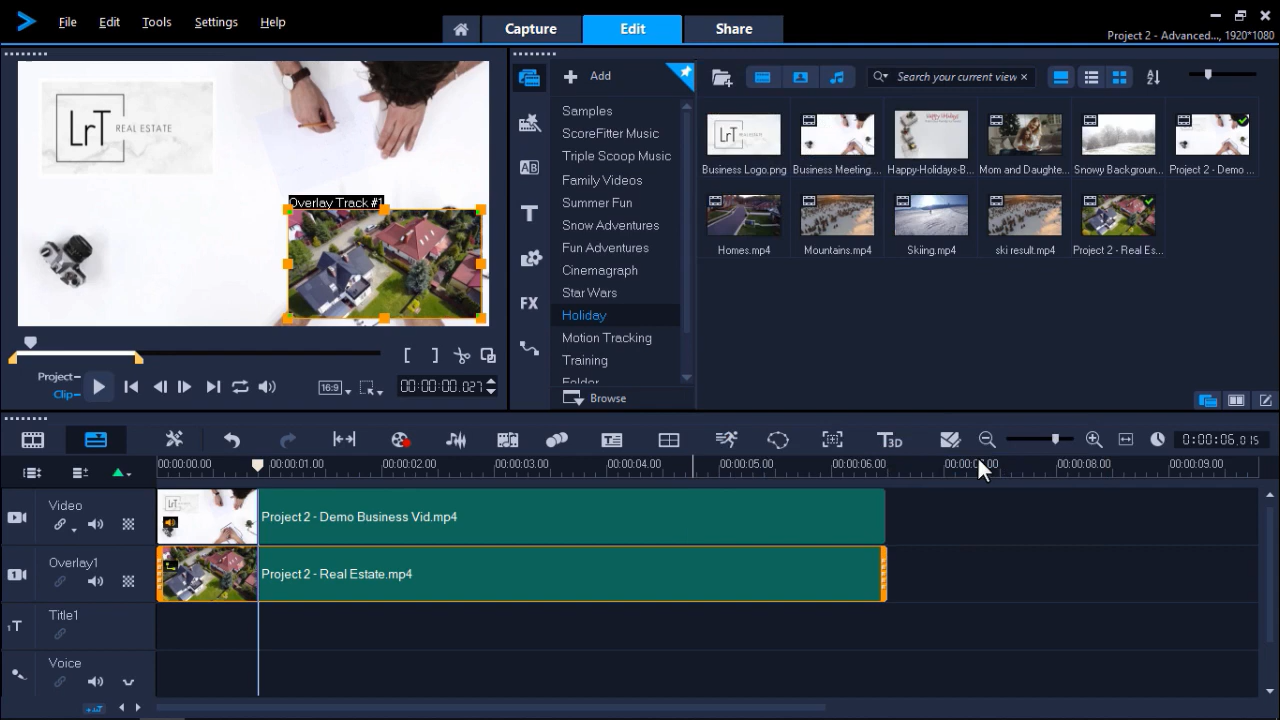 File Edit Tools Settings Help
Capture Edit Share
Project 2 - Advanced..., 1920*1080
LrT REAL ESTATE
Overlay Track #1
Project
Clip
16:9
00:00:00.027
Add
Samples
ScoreFitter Music
Triple Scoop Music
Family Videos
Summer Fun
Snow Adventures
Fun Adventures
Cinemagraph
Star Wars
Holiday
Motion Tracking
Training
Folder
Browse
AB
T
FX
Search your current view
Business Logo.png Business Meeting.... Happy-Holidays-B... Mom and Daughte... Snowy Backgroun... Project 2 - Demo ...
Homes.mp4 Mountains.mp4 Skiing.mp4 ski result.mp4 Project 2 - Real Es...
T3D
0:00:06.015
00:00:00.00 00:00:01.00 00:00:02.00 00:00:03.00 00:00:04.00 00:00:05.00 00:00:06.00 00:00:08.00 00:00:09.00
Video
Project 2 - Demo Business Vid.mp4
Overlay1
1
Project 2 - Real Estate.mp4
Title1
1T
Voice